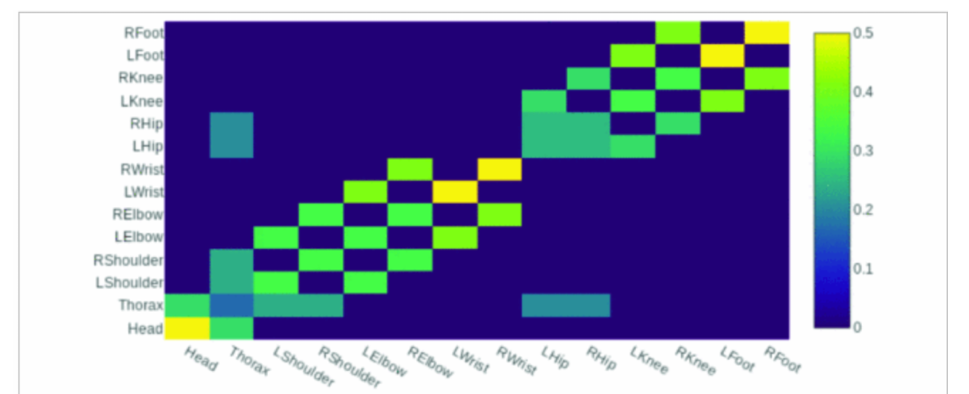 RFoot
LFoot
RKnee
LKnee
RHip
LHip
RWrist
LWrist
RElbow
LElbow
RShoulder
LShoulder
Thorax
Head
Head
Thorax
LShoulder
RShoulder
LElbow
RElbow
LWrist
RWrist
LHip
RHip
LKnee
RKnee
LFoot
RFoot
0.5
0.4
0.3
0.2
0.1
0